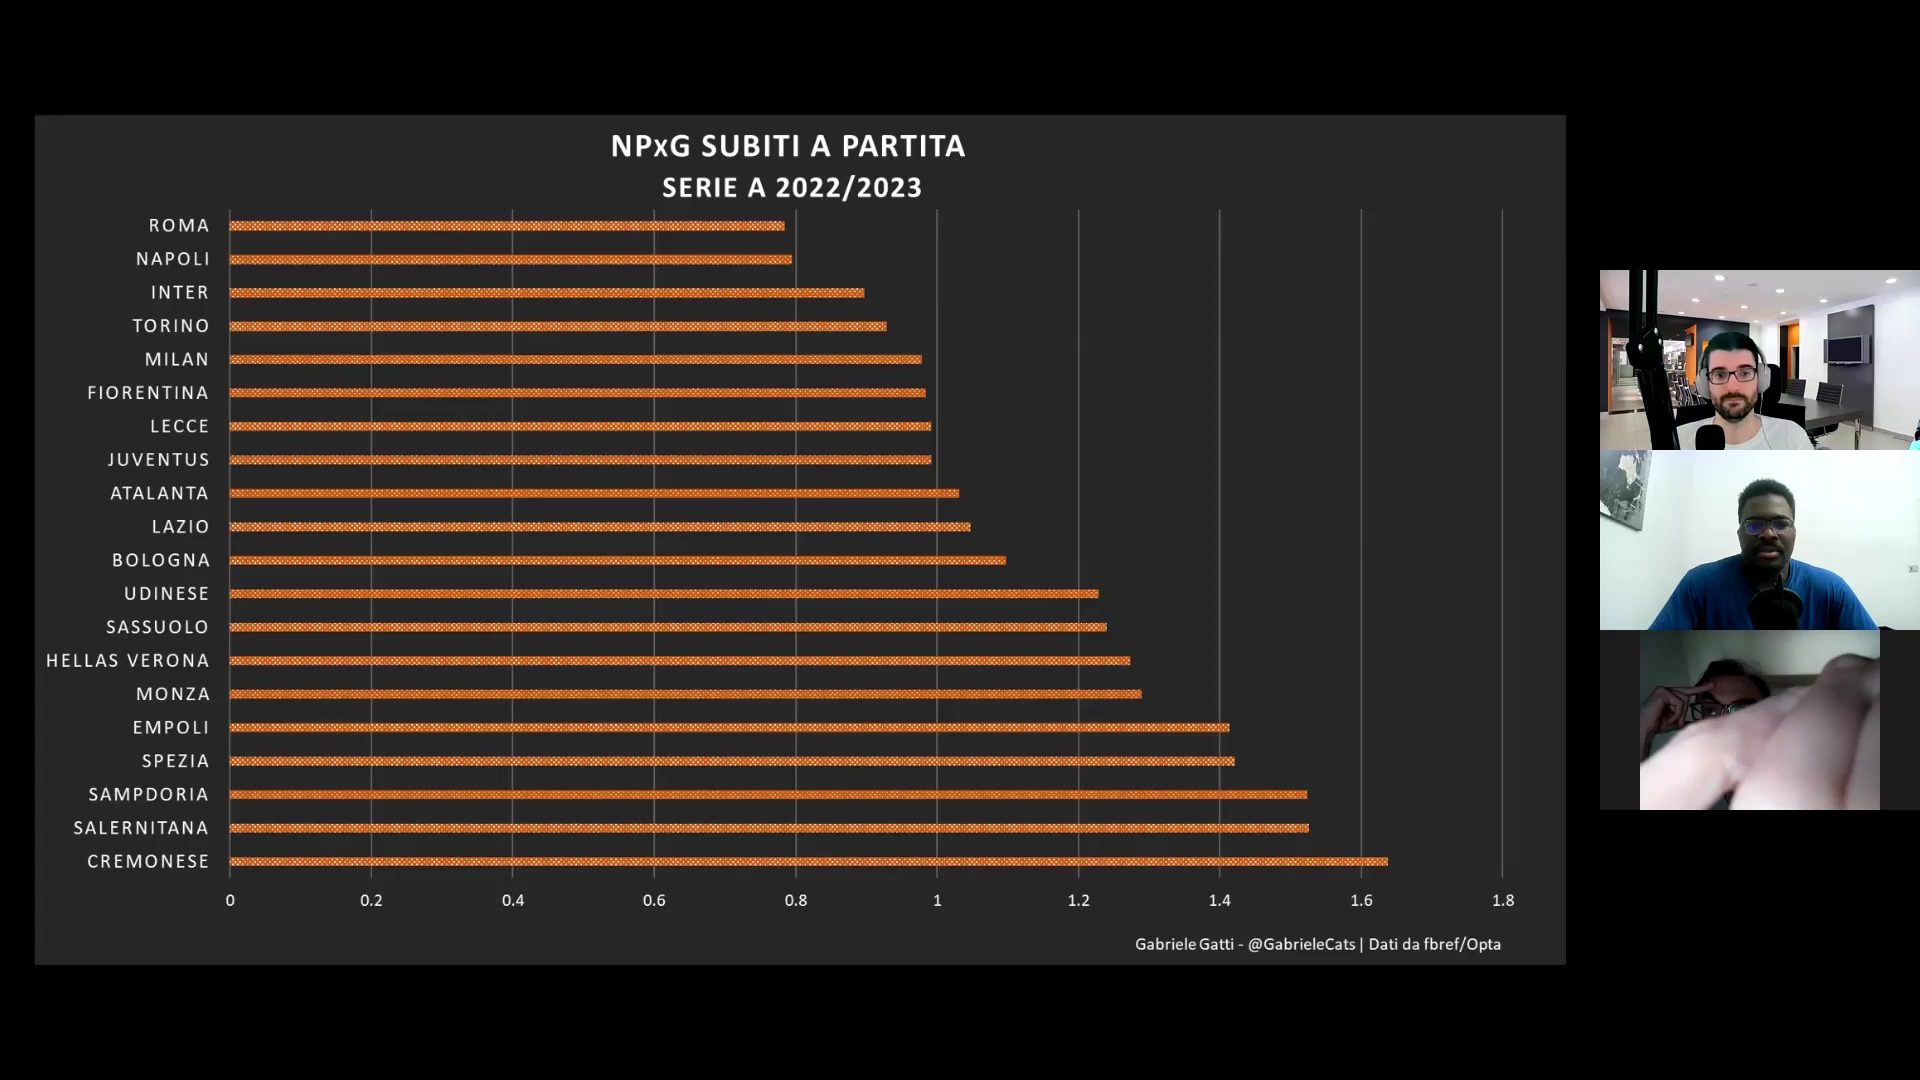 NPxG SUBITI A PARTITA
SERIE A 2022/2023
ROMA
NAPOLI
INTER
TORINO
MILAN
FIORENTINA
LECCE
JUVENTUS
ATALANTA
LAZIO
BOLOGNA
UDINESE
SASSUOLO
HELLAS VERONA
MONZA
EMPOLI
SPEZIA
SAMPDORIA
SALERNITANA
CREMONESE
0 0.2 0.4 0.6 0.8 1 1.2 1.4 1.6 1.8
Gabriele Gatti - @GabrieleCats | Dati da fbref/Opta